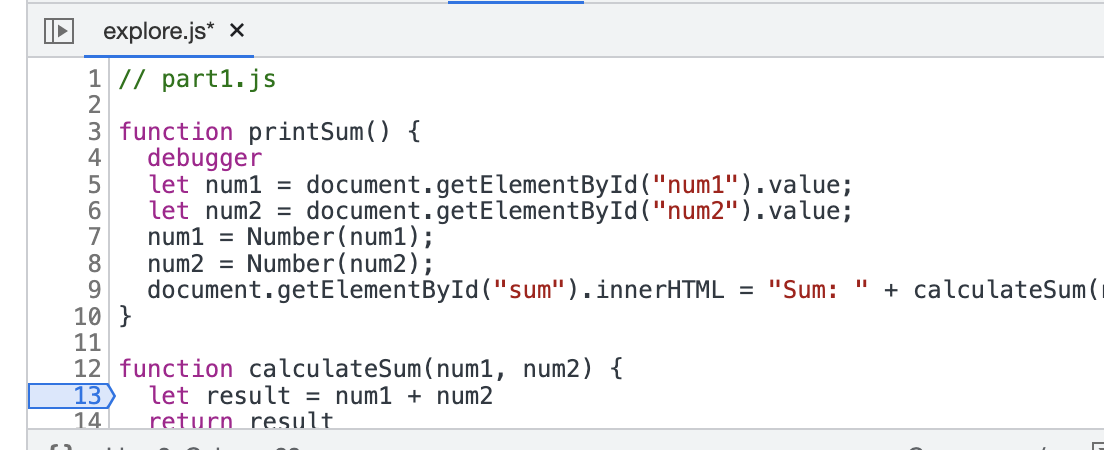 explore.js* ×
1 // part1.js
2
3 function printSum() {
4 debugger
5 let num1 = document.getElementById("num1").value;
6 let num2 = document.getElementById("num2").value;
7 num1 = Number(num1);
8 num2 = Number(num2);
9 document.getElementById("sum").innerHTML = "Sum: " + calculateSum(
10 }
11
12 function calculateSum(num1, num2) {
13 let result = num1 + num2
14 return result